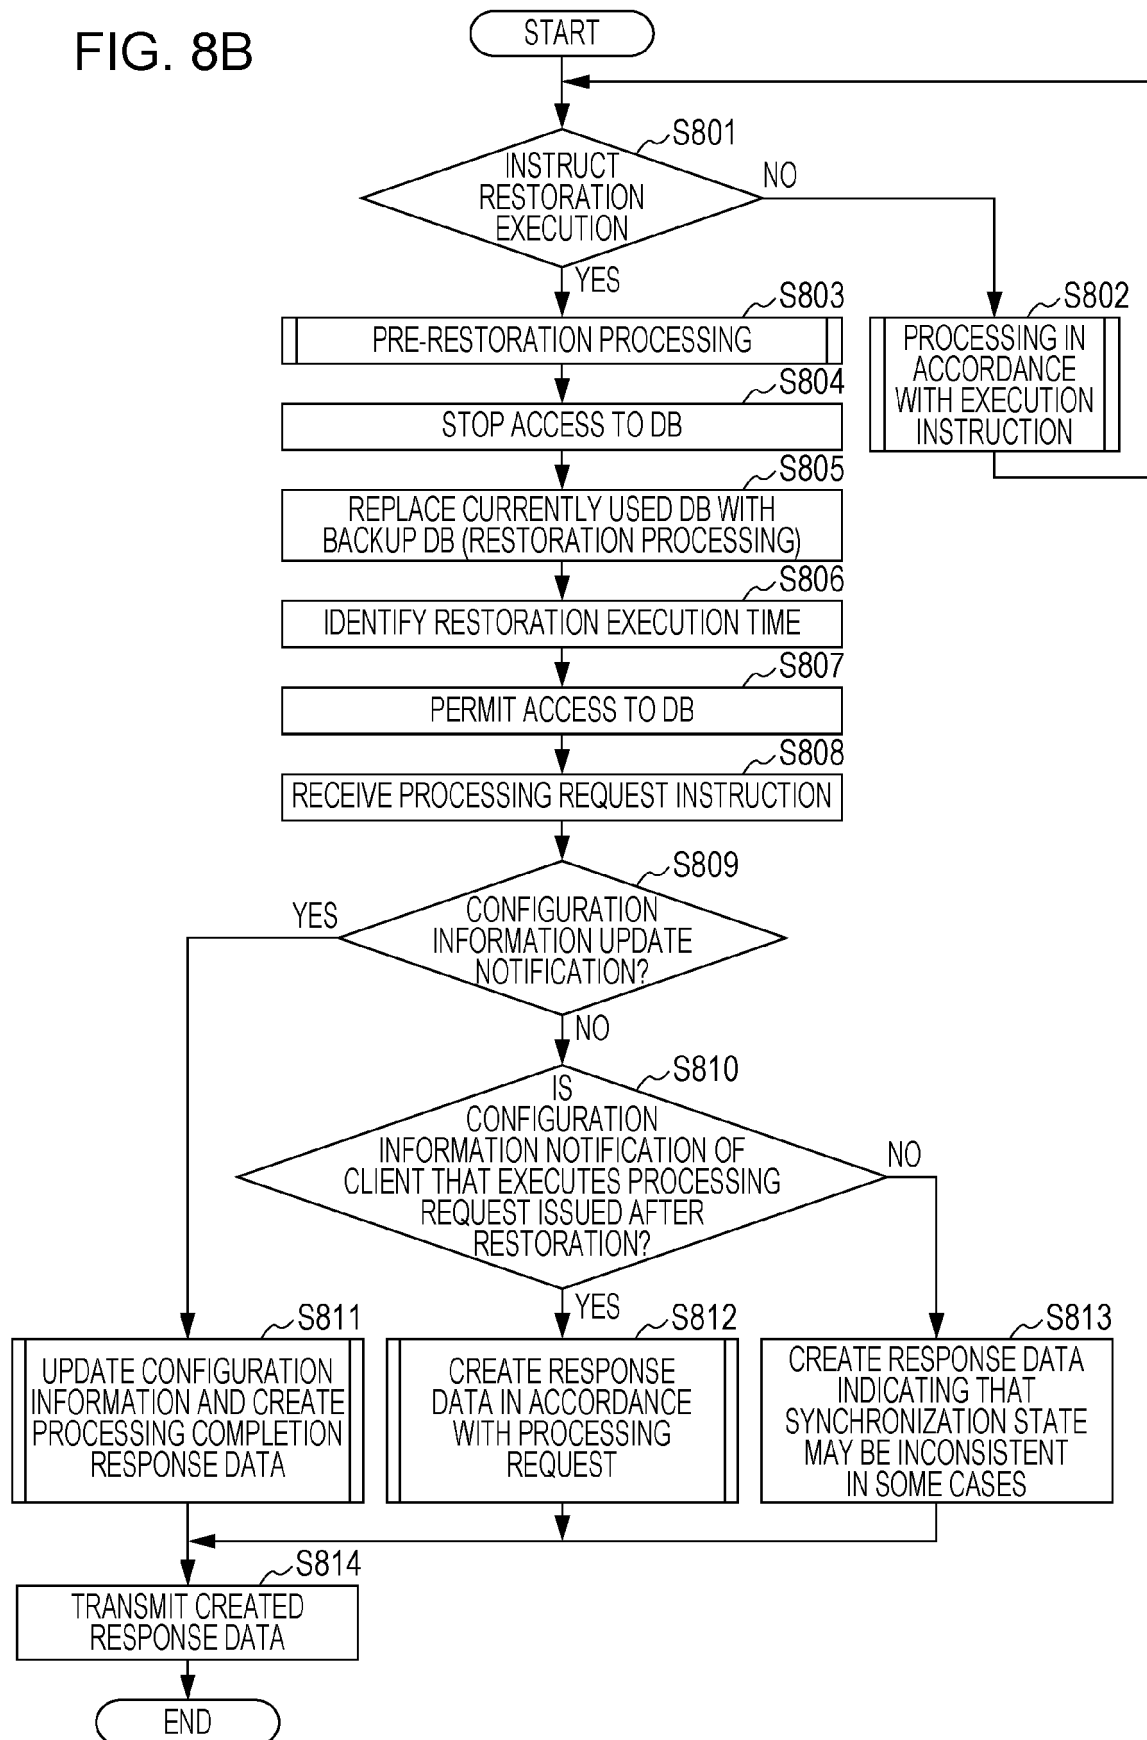 FIG. 8B
START
S801
INSTRUCT
RESTORATION
EXECUTION
NO
YES
S803
PRE-RESTORATION PROCESSING
S802
PROCESSING IN
ACCORDANCE
WITH EXECUTION
INSTRUCTION
S804
STOP ACCESS TO DB
S805
REPLACE CURRENTLY USED DB WITH
BACKUP DB (RESTORATION PROCESSING)
S806
IDENTIFY RESTORATION EXECUTION TIME
S807
PERMIT ACCESS TO DB
S808
RECEIVE PROCESSING REQUEST INSTRUCTION
S809
YES
CONFIGURATION
INFORMATION UPDATE
NOTIFICATION?
NO
S810
IS
CONFIGURATION
INFORMATION NOTIFICATION OF
CLIENT THAT EXECUTES PROCESSING
REQUEST ISSUED AFTER
RESTORATION?
NO
YES
S811
UPDATE CONFIGURATION
INFORMATION AND CREATE
PROCESSING COMPLETION
RESPONSE DATA
S812
CREATE RESPONSE
DATA IN ACCORDANCE
WITH PROCESSING
REQUEST
S813
CREATE RESPONSE DATA
INDICATING THAT
SYNCHRONIZATION STATE
MAY BE INCONSISTENT
IN SOME CASES
S814
TRANSMIT CREATED
RESPONSE DATA
END